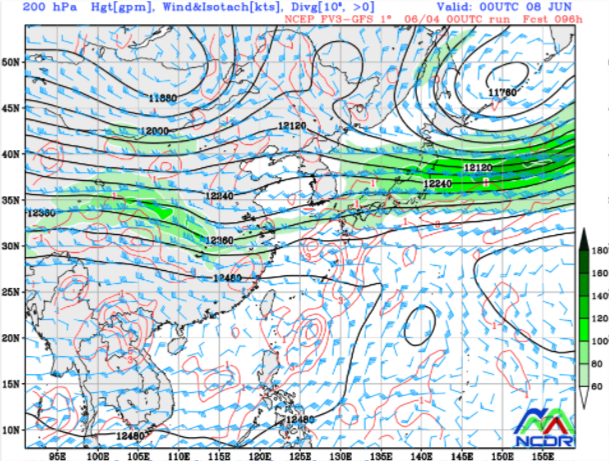 200 hPa Hgt[gpm], Wind&Isotach[kts], Divg[10⁵, >0] Valid: 00UTC 08 JUN
NCEP FV3-GFS 1° 06/04 00UTC run Fcst 096h
50N
11880
11760
45N
12000
12120
40N
12120
12240
12240
35N
12360
12360
30N
12480
25N
20N
15N
12480
10N
12480
95E 100E 105E 110E 115E 120E 125E 130E 135E 140E 145E 150E 155E
180
160
140
120
100
80
60
NCDR